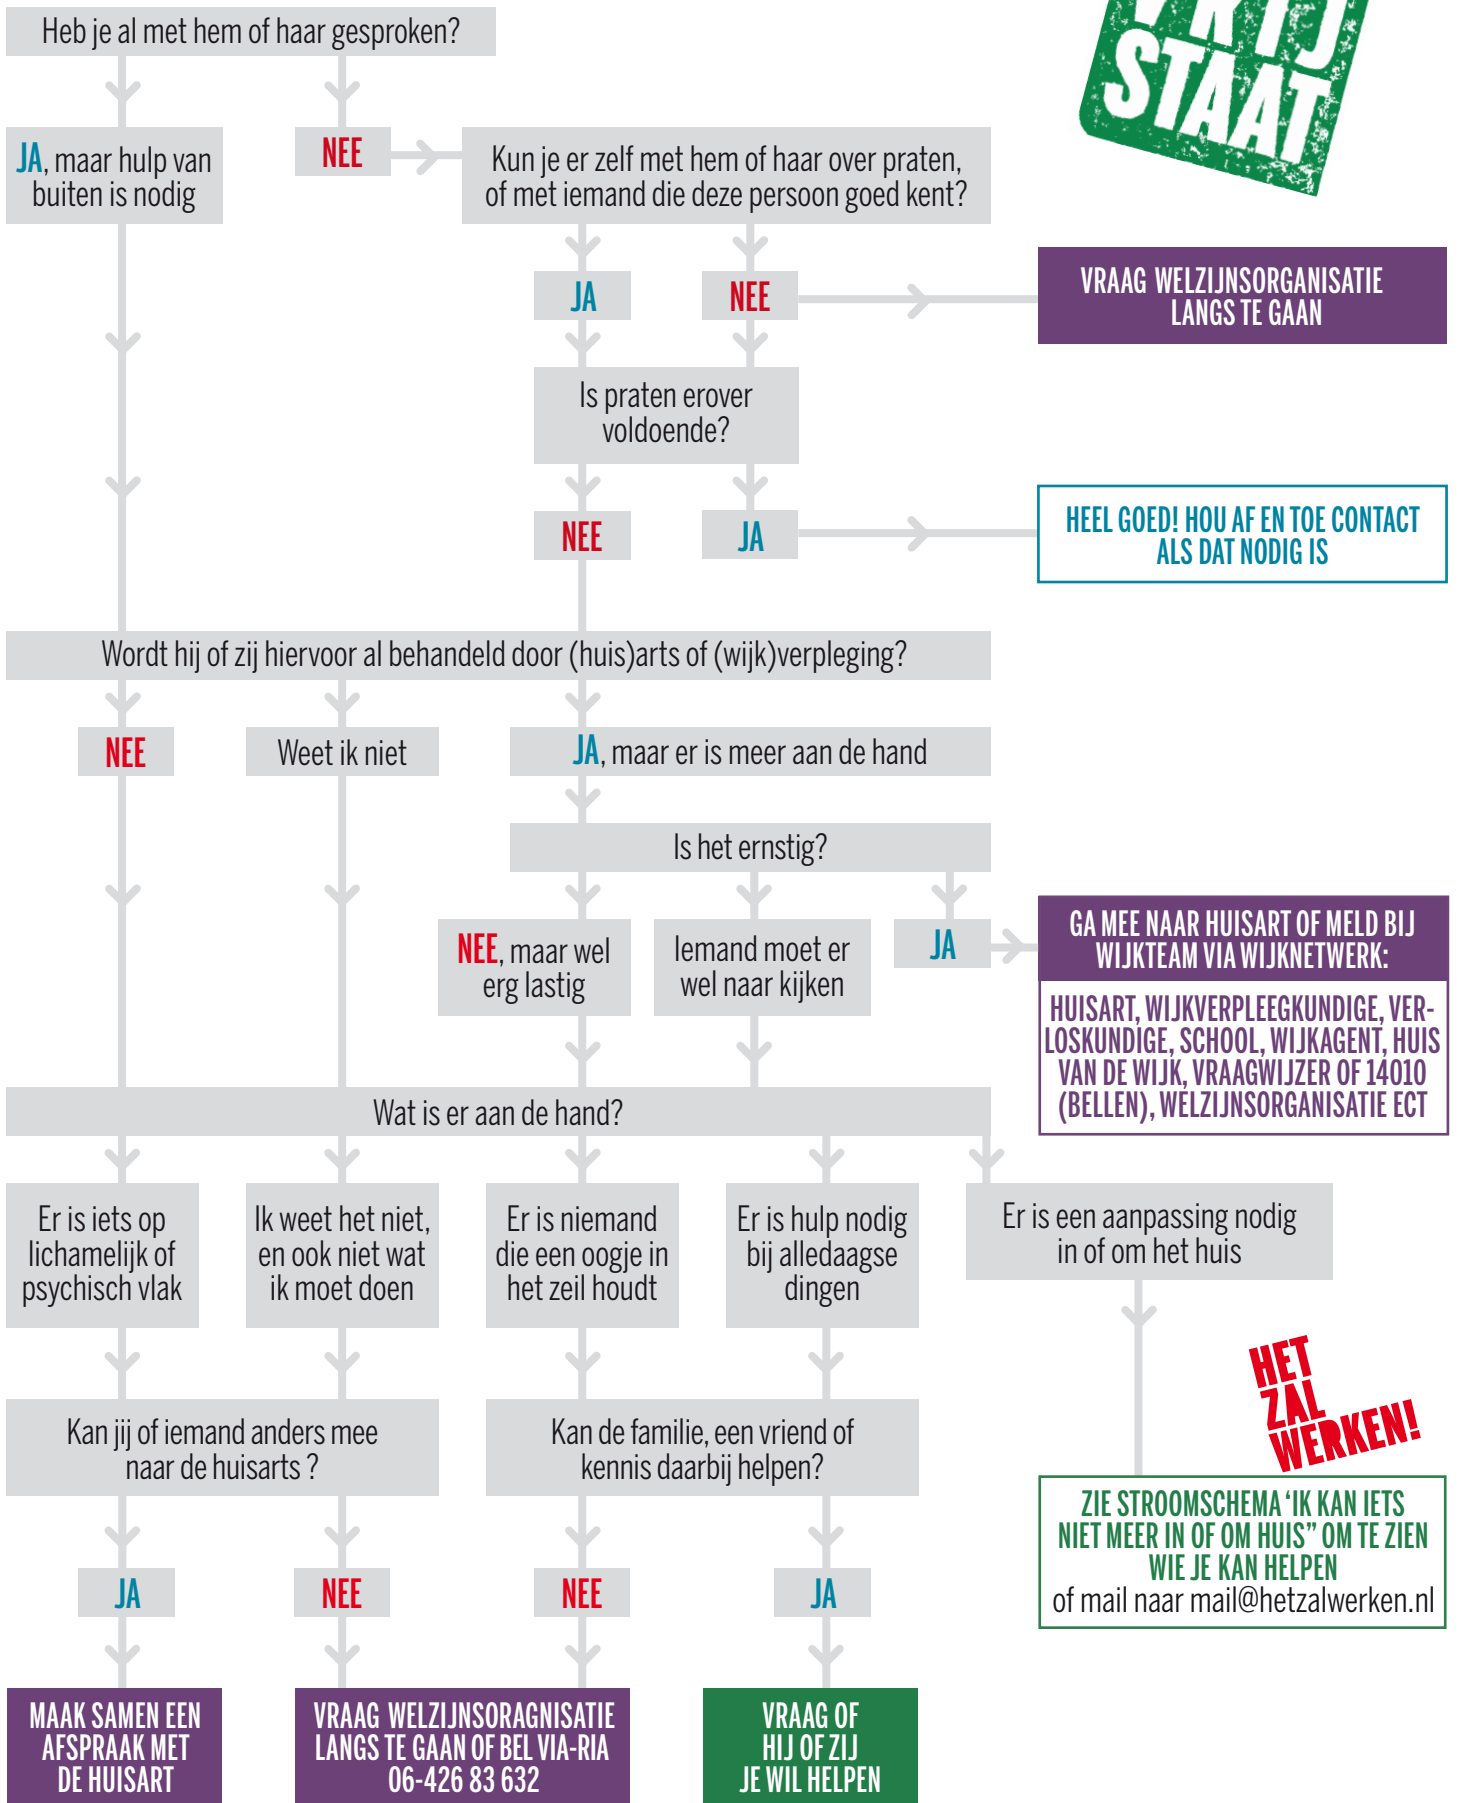 Heb je al met hem of haar gesproken?
VRIJ
STAAT
JA, maar hulp van
buiten is nodig
NEE
Kun je er zelf met hem of haar over praten,
of met iemand die deze persoon goed kent?
JA
NEE
VRAAG WELZIJNSORGANISATIE
LANGS TE GAAN
Is praten erover
voldoende?
NEE
JA
HEEL GOED! HOU AF EN TOE CONTACT
ALS DAT NODIG IS
Wordt hij of zij hiervoor al behandeld door (huis)arts of (wijk)verpleging?
NEE
Weet ik niet
JA, maar er is meer aan de hand
Is het ernstig?
NEE, maar wel
erg lastig
Iemand moet er
wel naar kijken
JA
GA MEE NAAR HUISART OF MELD BIJ
WIJKTEAM VIA WIJKNETWERK:
HUISART, WIJKVERPLEEGKUNDIGE, VER-
LOSKUNDIGE, SCHOOL, WIJKAGENT, HUIS
VAN DE WIJK, VRAAGWIJZER OF 14010
(BELLEN), WELZIJNSORGANISATIE ECT
Wat is er aan de hand?
Er is iets op
lichamelijk of
psychisch vlak
Ik weet het niet,
en ook niet wat
ik moet doen
Er is niemand
die een oogje in
het zeil houdt
Er is hulp nodig
bij alledaagse
dingen
Er is een aanpassing nodig
in of om het huis
Kan jij of iemand anders mee
naar de huisarts ?
Kan de familie, een vriend of
kennis daarbij helpen?
HET
ZAL
WERKEN!
ZIE STROOMSCHEMA ‘IK KAN IETS
NIET MEER IN OF OM HUIS” OM TE ZIEN
WIE JE KAN HELPEN
of mail naar mail@hetzalwerken.nl
JA
NEE
NEE
JA
MAAK SAMEN EEN
AFSPRAAK MET
DE HUISART
VRAAG WELZIJNSORAGNISATIE
LANGS TE GAAN OF BEL VIA-RIA
06-426 83 632
VRAAG OF
HIJ OF ZIJ
JE WIL HELPEN